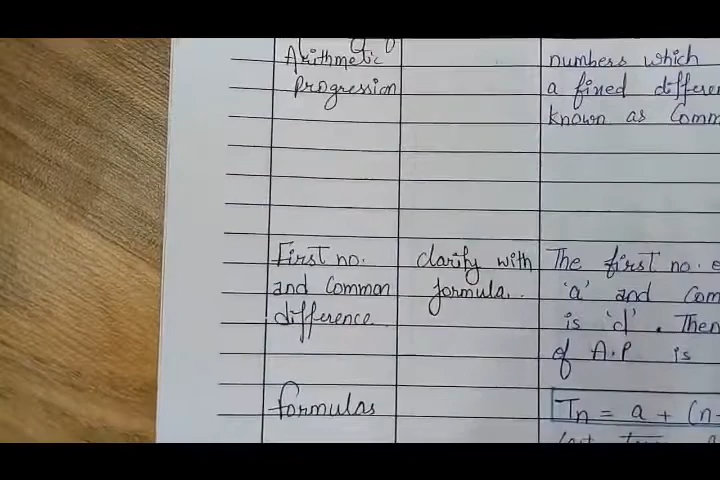 Arithmetic
Progression
numbers which
a fixed
known as
First no.
and Common
difference
clarify with
formula.
The first no.
'a' and
is 'd'. Then
of A.P is
formulas
Tn = a + (n-